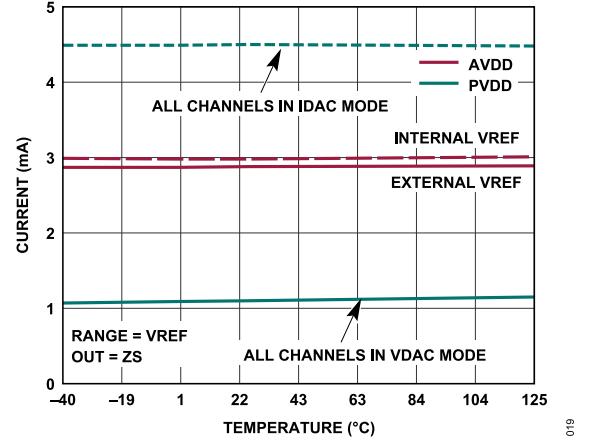 5
4
3
2
1
0
CURRENT (mA)
AVDD
PVDD
ALL CHANNELS IN IDAC MODE
INTERNAL VREF
EXTERNAL VREF
RANGE = VREF
OUT = ZS
ALL CHANNELS IN VDAC MODE
–40 –19 1 22 43 63 84 104 125
TEMPERATURE (°C)
019